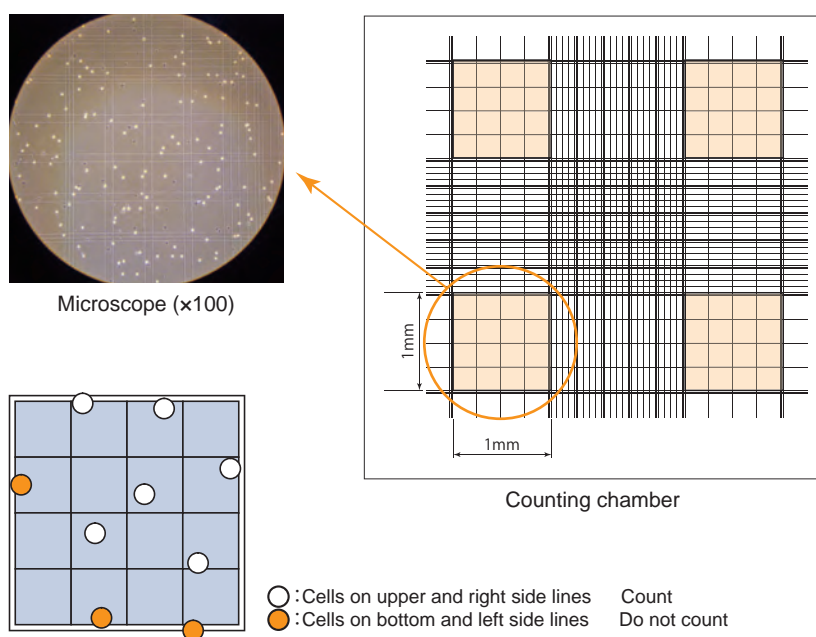 Microscope (×100)
1mm
1mm
Counting chamber
:Cells on upper and right side lines Count
:Cells on bottom and left side lines Do not count